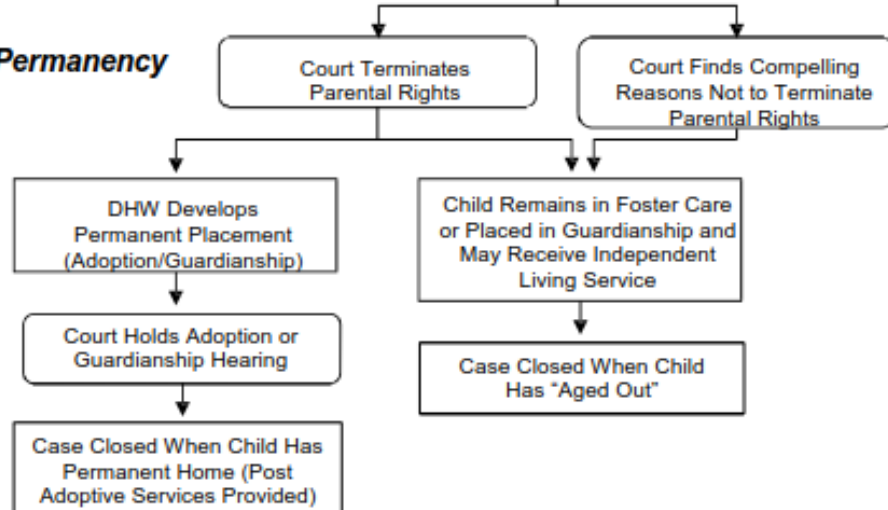 Permanency
Court Terminates
Parental Rights
Court Finds Compelling
Reasons Not to Terminate
Parental Rights
DHW Develops
Permanent Placement
(Adoption/Guardianship)
Child Remains in Foster Care
or Placed in Guardianship and
May Receive Independent
Living Service
Court Holds Adoption or
Guardianship Hearing
Case Closed When Child
Has “Aged Out”
Case Closed When Child Has
Permanent Home (Post
Adoptive Services Provided)